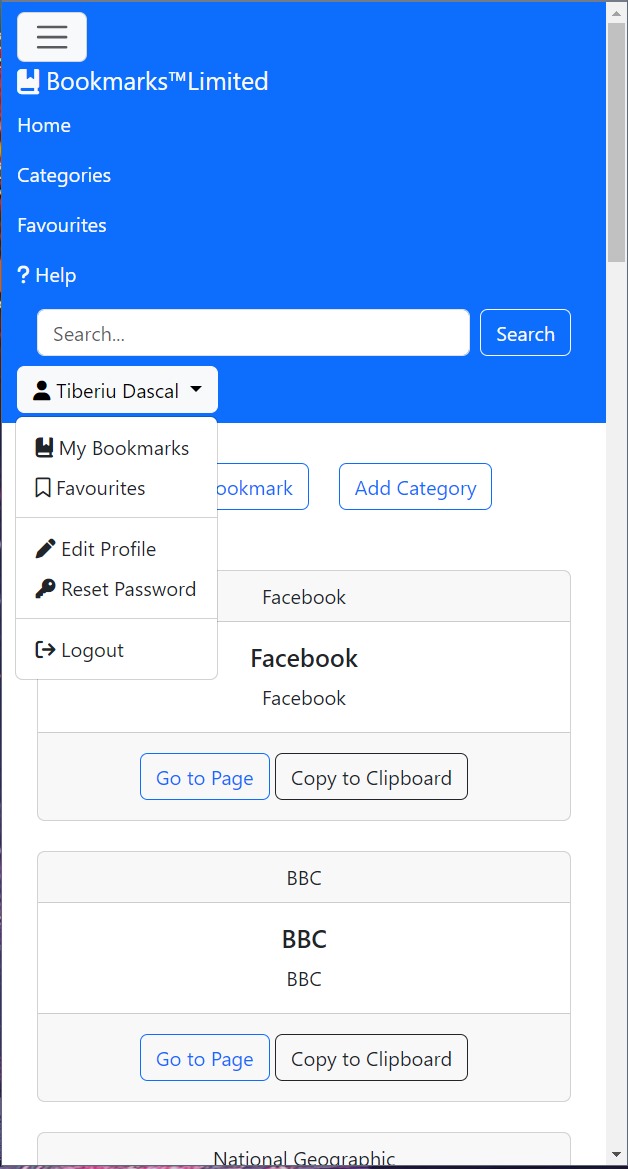 Bookmarks™Limited
Home
Categories
Favourites
? Help
Search...
Search
Tiberiu Dascal
My Bookmarks
Favourites
Edit Profile
Reset Password
Logout
ookmark
Add Category
Facebook
Facebook
Facebook
Go to Page
Copy to Clipboard
BBC
BBC
BBC
Go to Page
Copy to Clipboard
National Geographic